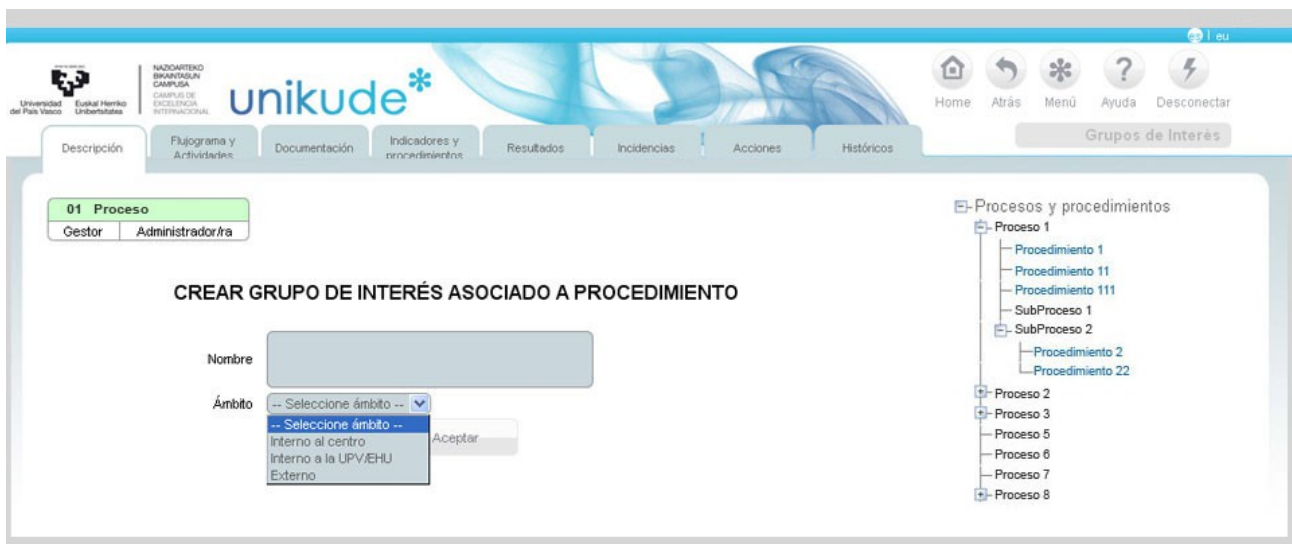 es | eu
Universidad del País Vasco
Euskal Herriko Unibertsitatea
NAZIOARTEKO
BIKAINTASUN
CAMPUSA
CAMPUS DE
EXCELENCIA
INTERNACIONAL
unikude*
Home Atrás Menú Ayuda Desconectar
Grupos de Interés
Descripción
Flujograma y
Actividades
Documentación
Indicadores y
procedimientos
Resultados
Incidencias
Acciones
Históricos
01 Proceso
Gestor Administrador/ra
CREAR GRUPO DE INTERÉS ASOCIADO A PROCEDIMIENTO
Nombre
Ámbito -- Seleccione ámbito --
-- Seleccione ámbito --
Interno al centro
Interno a la UPV/EHU
Externo
Aceptar
Procesos y procedimientos
Proceso 1
Procedimiento 1
Procedimiento 11
Procedimiento 111
SubProceso 1
SubProceso 2
Procedimiento 2
Procedimiento 22
Proceso 2
Proceso 3
Proceso 5
Proceso 6
Proceso 7
Proceso 8